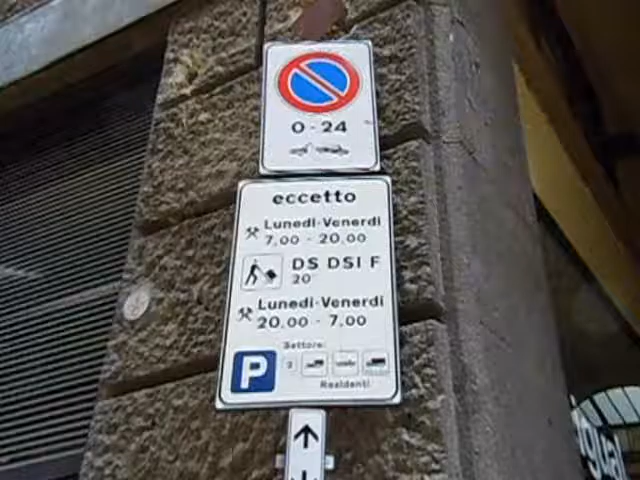 0-24
eccetto
Lunedì-Venerdì
7.00 - 20.00
DS DSI F
20'
Lunedì-Venerdì
20.00 - 7.00
Settore:
P
Residenti